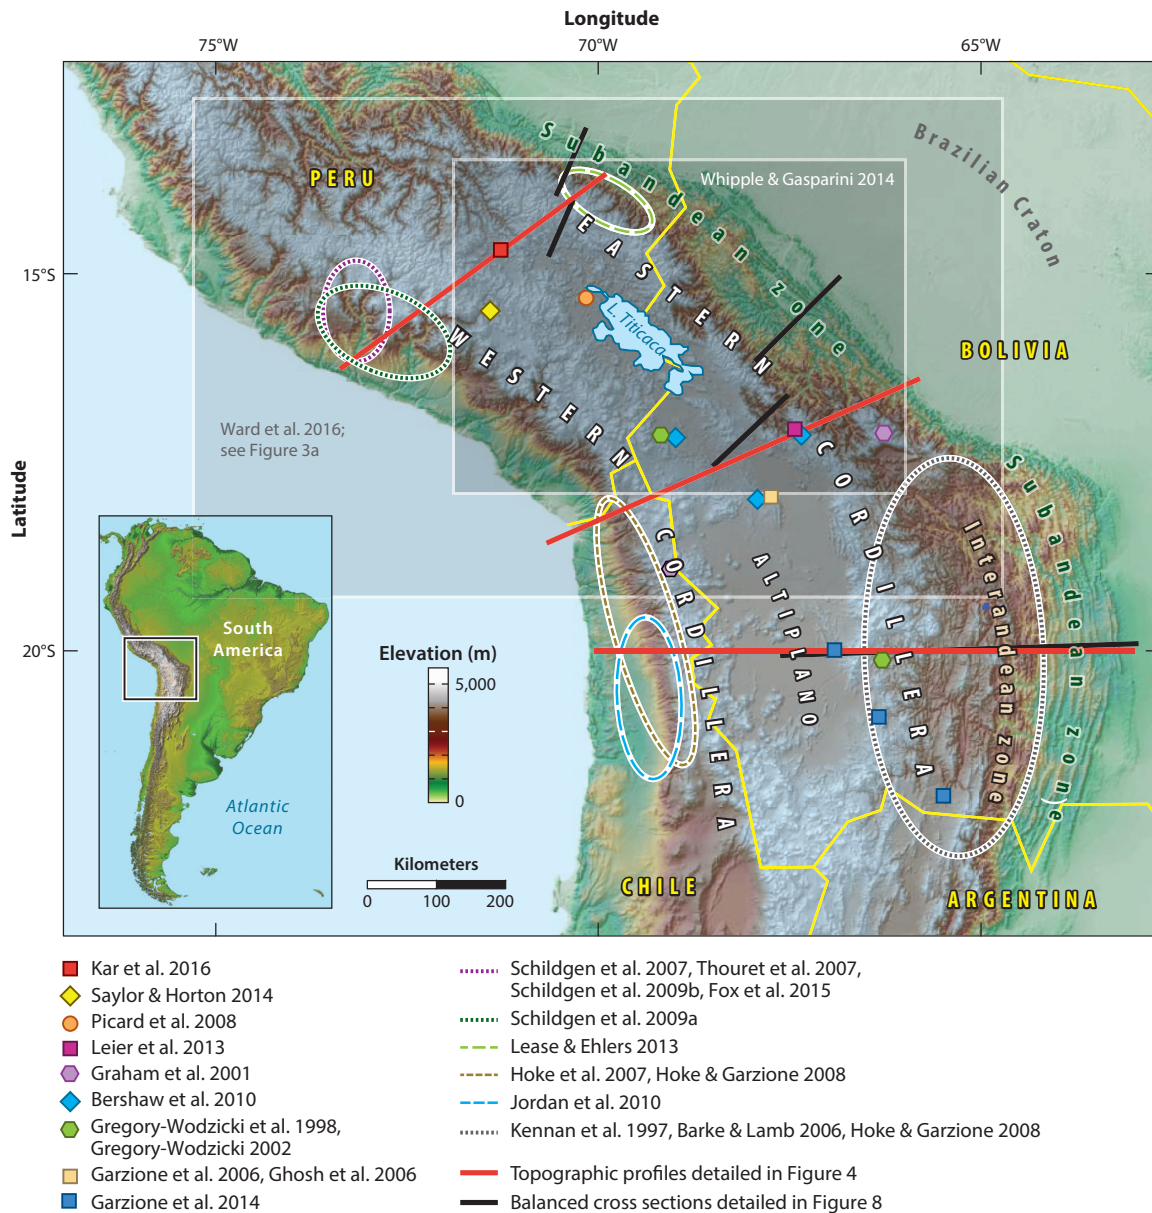 Longitude
75°W
70°W
65°W
Latitude
15°S
20°S
PERU
Subandean zone
Whipple & Gasparini 2014
Brazilian Craton
EASTERN CORDILLERA
L. Titicaca
WESTERN CORDILLERA
BOLIVIA
Ward et al. 2016;
see Figure 3a
Subandean zone
Interandean zone
ALTIPLANO
South
America
Atlantic
Ocean
Elevation (m)
5,000
0
Kilometers
0 100 200
CHILE
ARGENTINA
Kar et al. 2016
Saylor & Horton 2014
Picard et al. 2008
Leier et al. 2013
Graham et al. 2001
Bershaw et al. 2010
Gregory-Wodzicki et al. 1998,
Gregory-Wodzicki 2002
Garzione et al. 2006, Ghosh et al. 2006
Garzione et al. 2014
Schildgen et al. 2007, Thouret et al. 2007,
Schildgen et al. 2009b, Fox et al. 2015
Schildgen et al. 2009a
Lease & Ehlers 2013
Hoke et al. 2007, Hoke & Garzione 2008
Jordan et al. 2010
Kennan et al. 1997, Barke & Lamb 2006, Hoke & Garzione 2008
Topographic profiles detailed in Figure 4
Balanced cross sections detailed in Figure 8